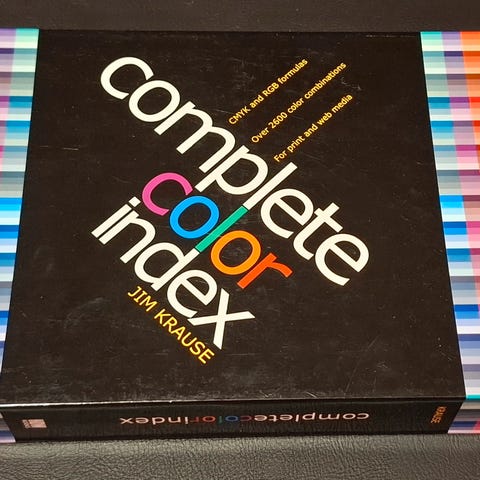 complete
color
index
CMYK and RGB formulas
Over 2600 color combinations
For print and web media
JIM KRAUSE
completecolorindex
KRAUSE